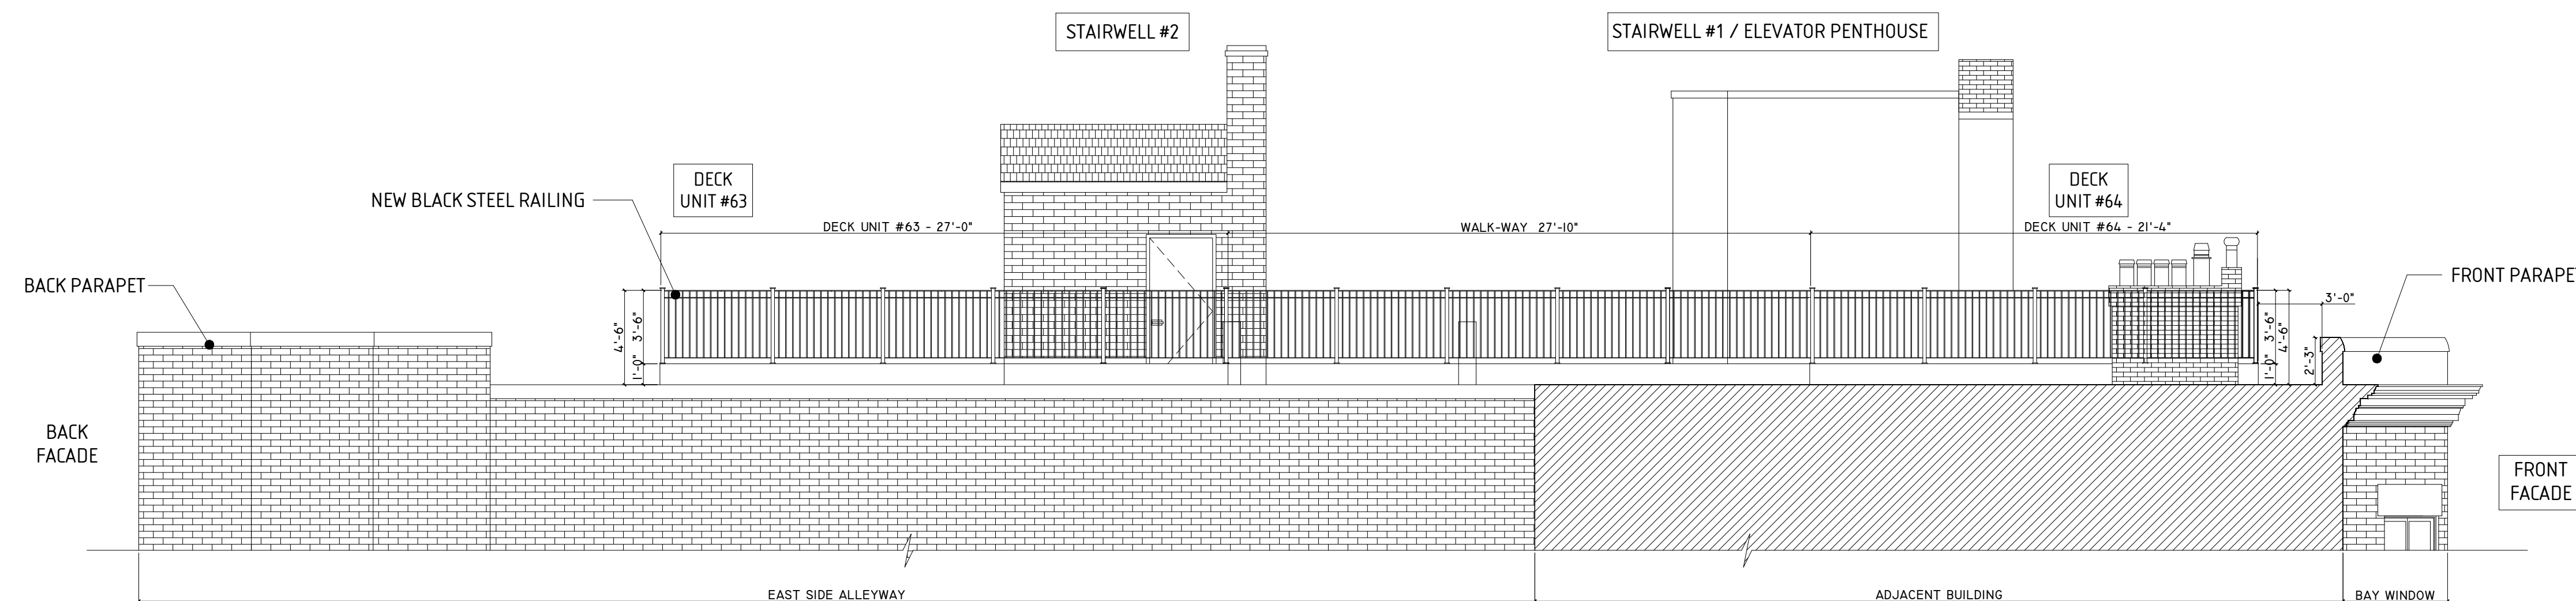 STAIRWELL #2
STAIRWELL #1 / ELEVATOR PENTHOUSE
DECK
UNIT #63
DECK
UNIT #64
NEW BLACK STEEL RAILING
DECK UNIT #63 - 27'-0"
WALK-WAY 27'-10"
DECK UNIT #64 - 21'-4"
BACK PARAPET
FRONT PARAPE
3'-0"
4'-6"
3'-6"
1'-0"
3'-6"
4'-6"
1'-0"
2'-3"
BACK
FACADE
FRONT
FACADE
EAST SIDE ALLEYWAY
ADJACENT BUILDING
BAY WINDOW